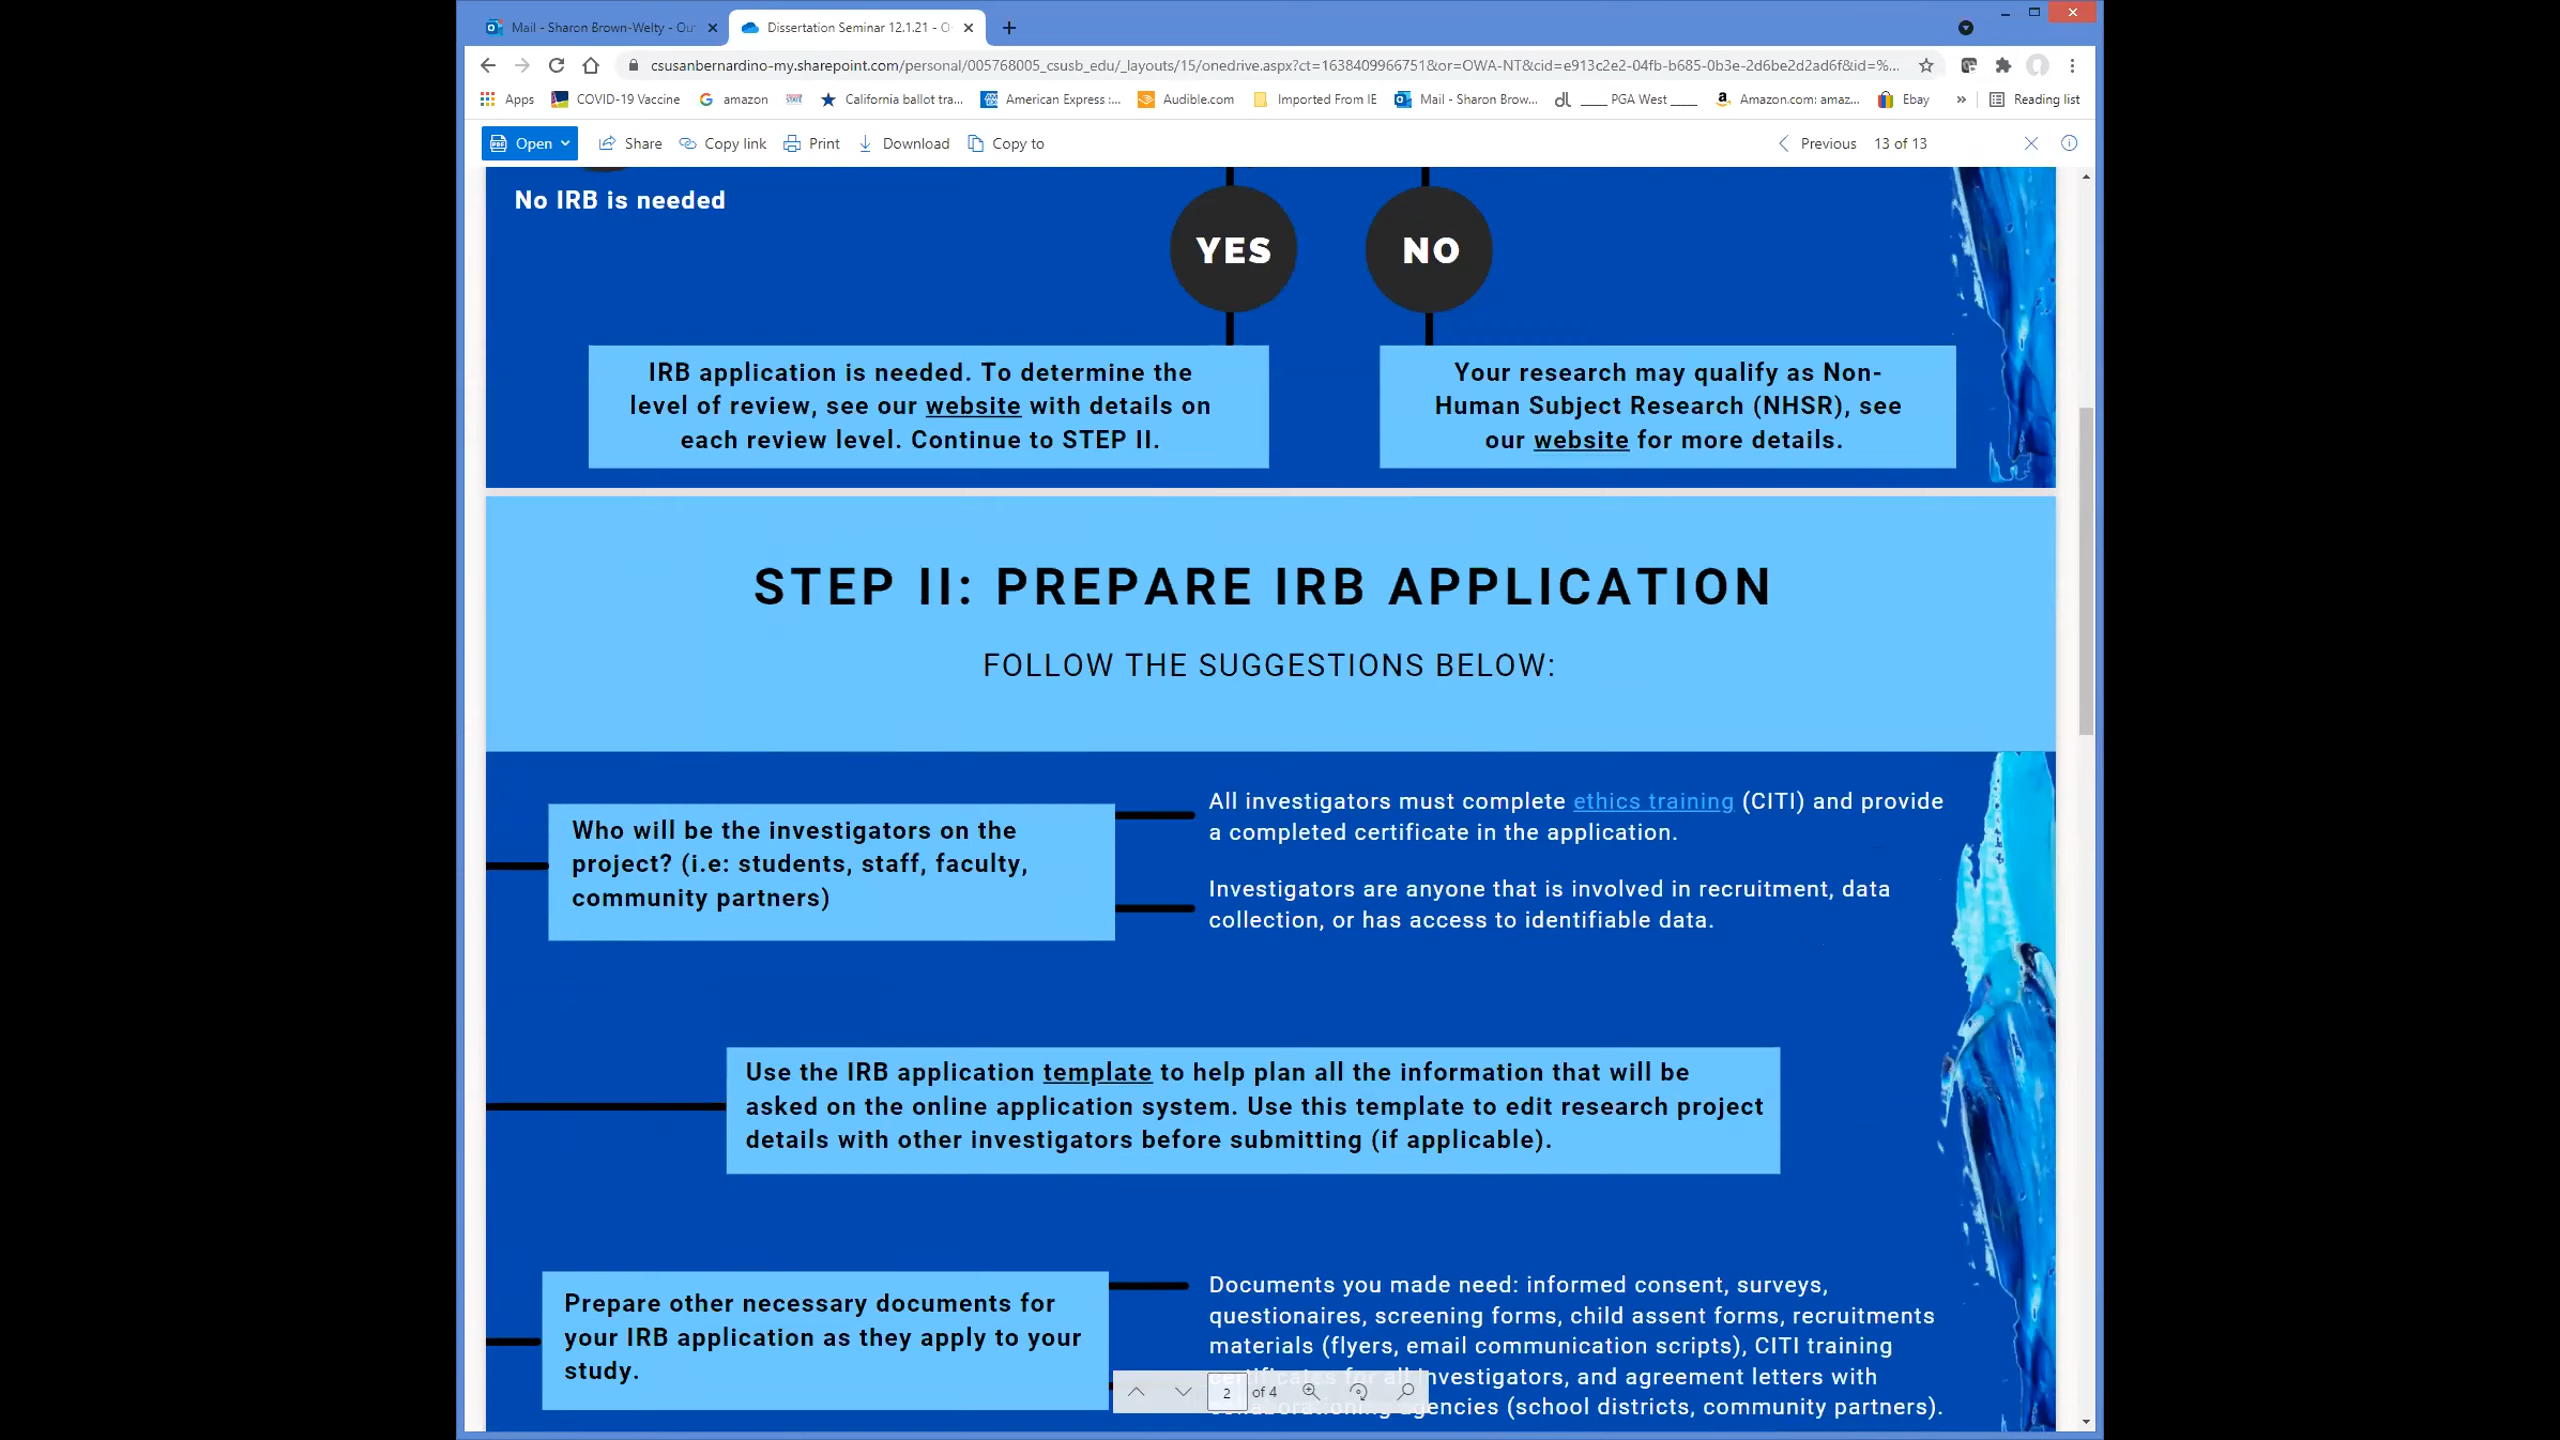 Mail - Sharon Brown-Welty - Ou
Dissertation Seminar 12.1.21 - O
csusanbernardino-my.sharepoint.com/personal/005768005_csusb_edu/_layouts/15/onedrive.aspx?ct=1638409966751&or=OWA-NT&cid=e913c2e2-04fb-b685-0b3e-2d6be2d2ad6f&id=%...
Apps COVID-19 Vaccine amazon California ballot tra... American Express :... Audible.com Imported From IE Mail - Sharon Brow... ____ PGA West ____ Amazon.com: amaz... Ebay » Reading list
Open Share Copy link Print Download Copy to Previous 13 of 13
No IRB is needed
YES
NO
IRB application is needed. To determine the
level of review, see our website with details on
each review level. Continue to STEP II.
Your research may qualify as Non-
Human Subject Research (NHSR), see
our website for more details.
STEP II: PREPARE IRB APPLICATION
FOLLOW THE SUGGESTIONS BELOW:
Who will be the investigators on the
project? (i.e: students, staff, faculty,
community partners)
All investigators must complete ethics training (CITI) and provide
a completed certificate in the application.
Investigators are anyone that is involved in recruitment, data
collection, or has access to identifiable data.
Use the IRB application template to help plan all the information that will be
asked on the online application system. Use this template to edit research project
details with other investigators before submitting (if applicable).
Prepare other necessary documents for
your IRB application as they apply to your
study.
Documents you made need: informed consent, surveys,
questionaires, screening forms, child assent forms, recruitments
materials (flyers, email communication scripts), CITI training
certificates for all investigators, and agreement letters with
agencies (school districts, community partners).
2 of 4